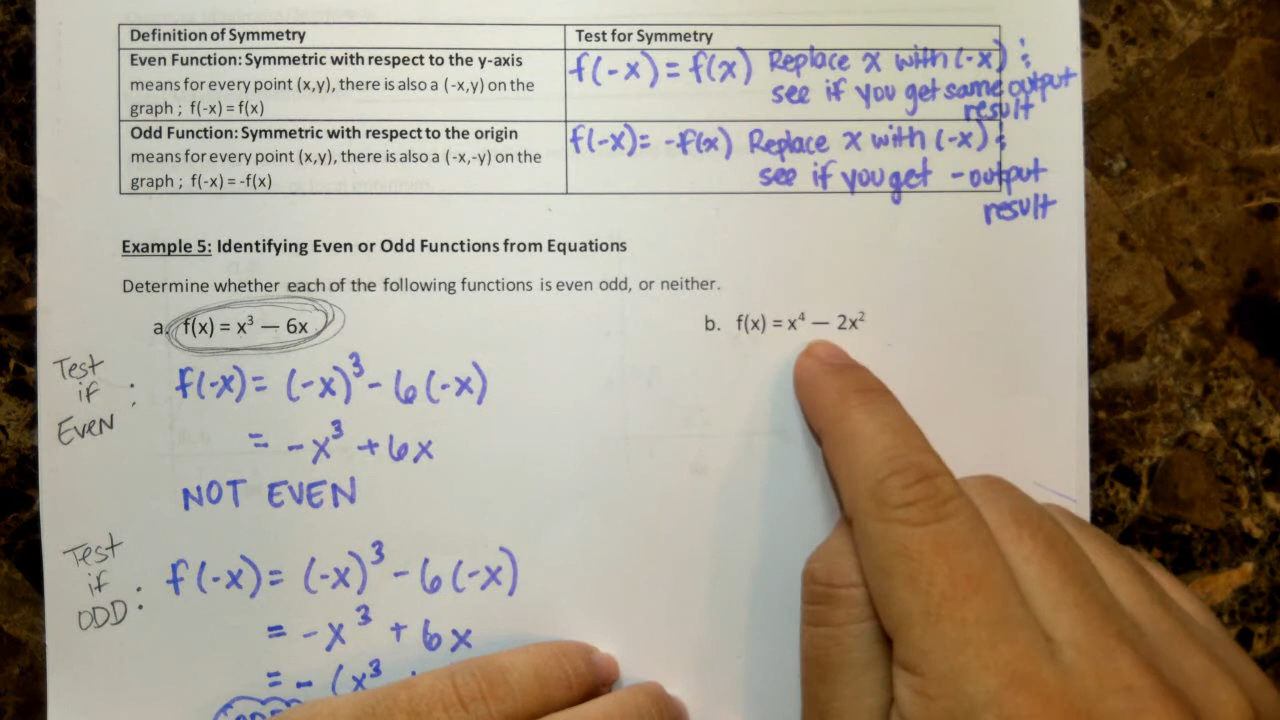 Definition of Symmetry
Test for Symmetry
Even Function: Symmetric with respect to the y-axis
means for every point (x,y), there is also a (-x,y) on the
graph ; f(-x) = f(x)
f(-x) = f(x) Replace x with (-x) ;
see if you get same output
result
Odd Function: Symmetric with respect to the origin
means for every point (x,y), there is also a (-x,-y) on the
graph ; f(-x) = -f(x)
f(-x) = -f(x) Replace x with (-x) ;
see if you get - output
result
Example 5: Identifying Even or Odd Functions from Equations
Determine whether each of the following functions is even odd, or neither.
a. f(x) = x³ — 6x
Test
if
EVEN :
f(-x) = (-x)³ - 6(-x)
= -x³ + 6x
NOT EVEN
Test
if
ODD :
f(-x) = (-x)³ - 6(-x)
= -x³ + 6x
= - (x³
b. f(x) = x⁴ — 2x²